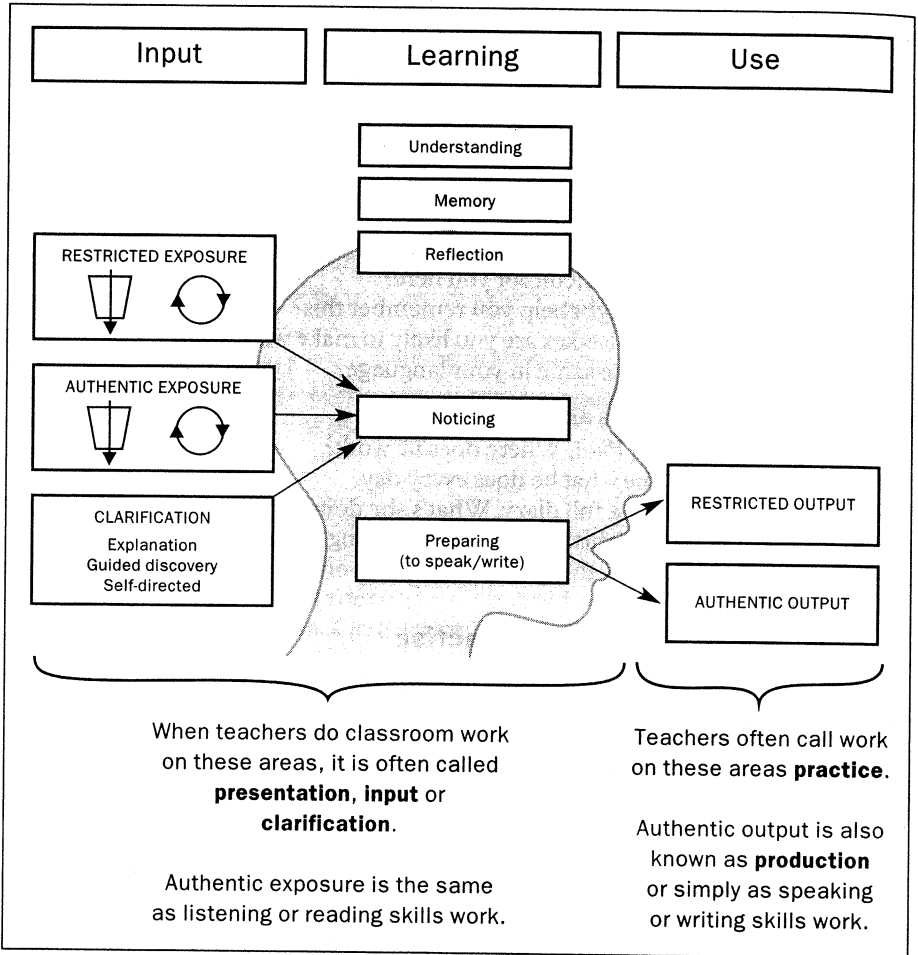 Input
Learning
Use
Understanding
Memory
Reflection
RESTRICTED EXPOSURE
AUTHENTIC EXPOSURE
CLARIFICATION
Explanation
Guided discovery
Self-directed
Noticing
Preparing
(to speak/write)
RESTRICTED OUTPUT
AUTHENTIC OUTPUT
When teachers do classroom work
on these areas, it is often called
presentation, input or
clarification.
Authentic exposure is the same
as listening or reading skills work.
Teachers often call work
on these areas practice.
Authentic output is also
known as production
or simply as speaking
or writing skills work.